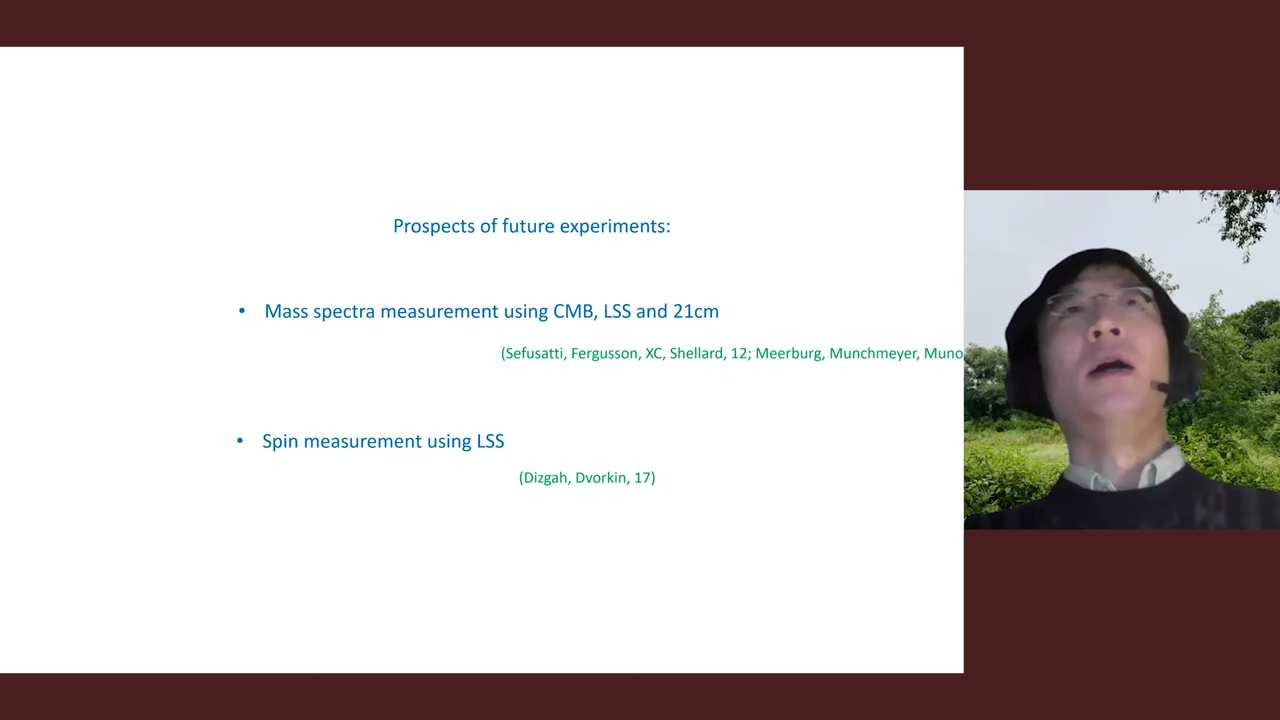 Prospects of future experiments:
• Mass spectra measurement using CMB, LSS and 21cm
(Sefusatti, Fergusson, XC, Shellard, 12; Meerburg, Munchmeyer, Muno
• Spin measurement using LSS
(Dizgah, Dvorkin, 17)